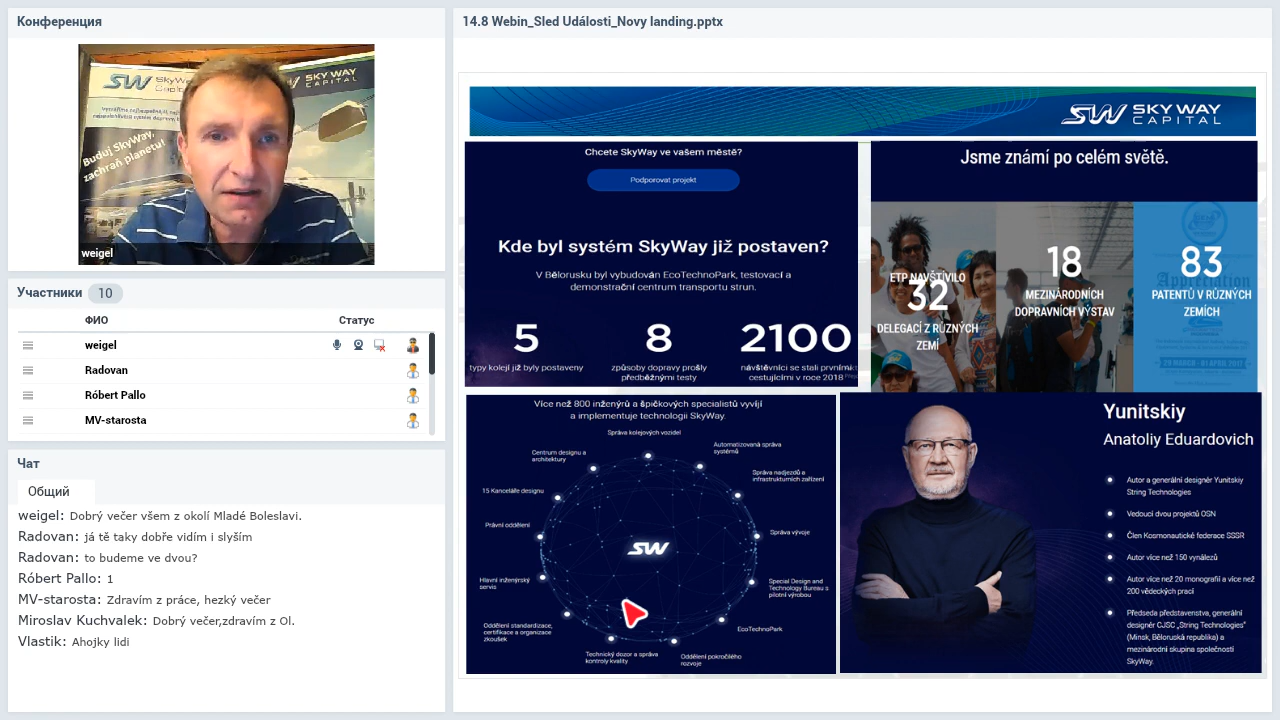 Конференция
SW SKY WAY
CAPITAL
Buduj SkyWay,
zachraň planetu!
weigel
Участники 10
ФИО Статус
weigel
Radovan
Róbert Pallo
MV-starosta
Чат
Общий
weigel: Dobrý večer všem z okolí Mladé Boleslavi.
Radovan: já tě taky dobře vidím i slyším
Radovan: to budeme ve dvou?
Róbert Pallo: 1
MV-starosta: Zdravím z práce, hezký večer
Miroslav Kuchvalek: Dobrý večer,zdravím z Ol.
Vlastik: Ahojky lidi
14.8 Webin_Sled Události_Novy landing.pptx
SW SKY WAY
CAPITAL
Chcete SkyWay ve vašem městě?
Podporovat projekt
Kde byl systém SkyWay již postaven?
V Bělorusku byl vybudován EcoTechnoPark, testovací a
demonstrační centrum transportu strun.
5 8 2100
typy kolejí již byly postaveny
způsoby dopravy prošly
předběžnými testy
návštěvníci se stali prvními
cestujícími v roce 2018
Jsme známí po celém světě.
ETP NAVŠTÍVILO
32
DELEGACÍ Z RŮZNÝCH
ZEMÍ
18
MEZINÁRODNÍCH
DOPRAVNÍCH VÝSTAV
83
PATENTŮ V RŮZNÝCH
ZEMÍCH
Appreciation
29 MARCH - 01 APRIL 2017
Více než 800 inženýrů a špičkových specialistů vyvíjí
a implementuje technologii SkyWay.
Správa kolejových vozidel
Centrum designu a
architektury
Automatizovaná správa
systémů
Správa nadjezdů a
infrastrukturních zařízení
15 Kanceláře designu
Právní oddělení
Správa vývoje
SW
Hlavní inženýrský
servis
Special Design and
Technology Bureau s
pilotní výrobou
Oddělení standardizace,
certifikace a organizace
zkoušek
EcoTechnoPark
Technický dozor a správa
kontroly kvality
Oddělení pokročilého
rozvoje
Yunitskiy
Anatoliy Eduardovich
Autor a generální designér Yunitskiy
String Technologies
Vedoucí dvou projektů OSN
Člen Kosmonautické federace SSSR
Autor více než 150 vynálezů
Autor více než 20 monografií a více než
200 vědeckých prací
Předseda představenstva, generální
designér CJSC „String Technologies"
(Minsk, Běloruská republika) a
mezinárodní skupina společností
SkyWay.